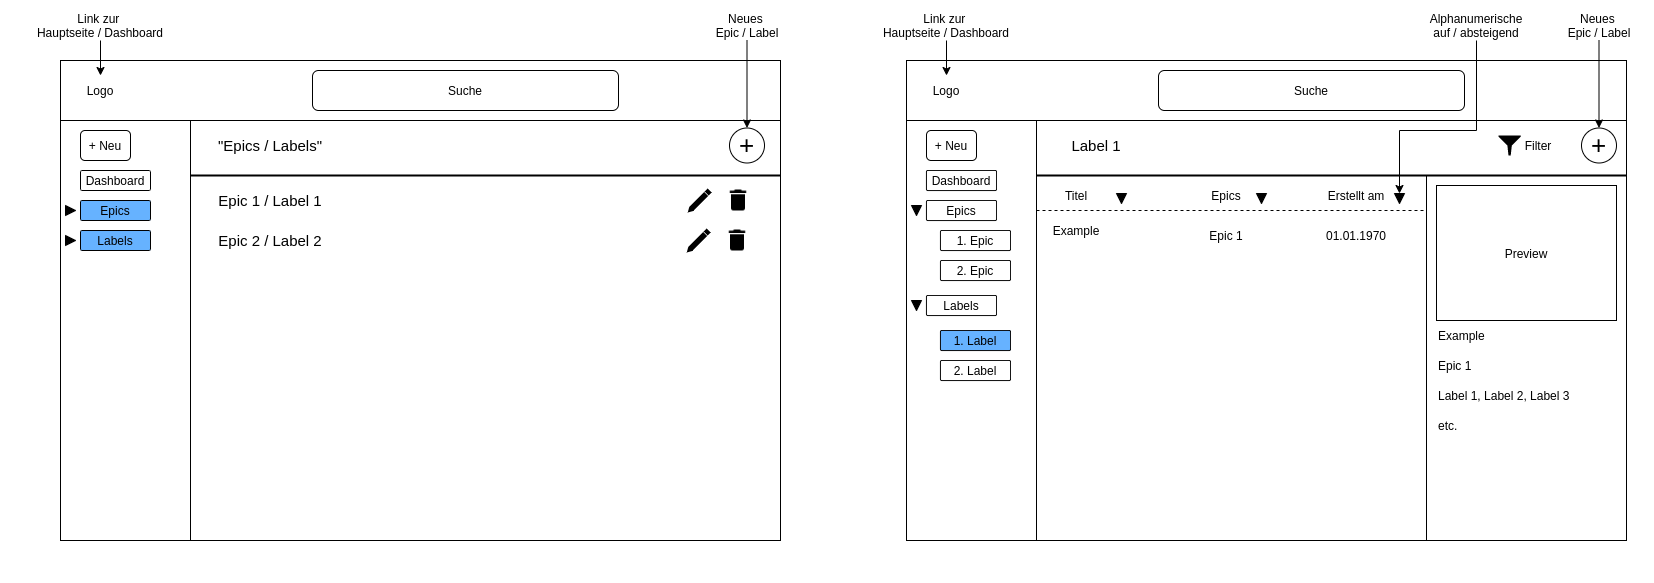 Link zur
Hauptseite / Dashboard
Neues
Epic / Label
Logo
Suche
+ Neu
Dashboard
Epics
Labels
"Epics / Labels"
+
Epic 1 / Label 1
Epic 2 / Label 2
Link zur
Hauptseite / Dashboard
Alphanumerische
auf / absteigend
Neues
Epic / Label
Logo
Suche
+ Neu
Dashboard
Epics
1. Epic
2. Epic
Labels
1. Label
2. Label
Label 1
Filter
+
Titel
Epics
Erstellt am
Example
Epic 1
01.01.1970
Preview
Example
Epic 1
Label 1, Label 2, Label 3
etc.